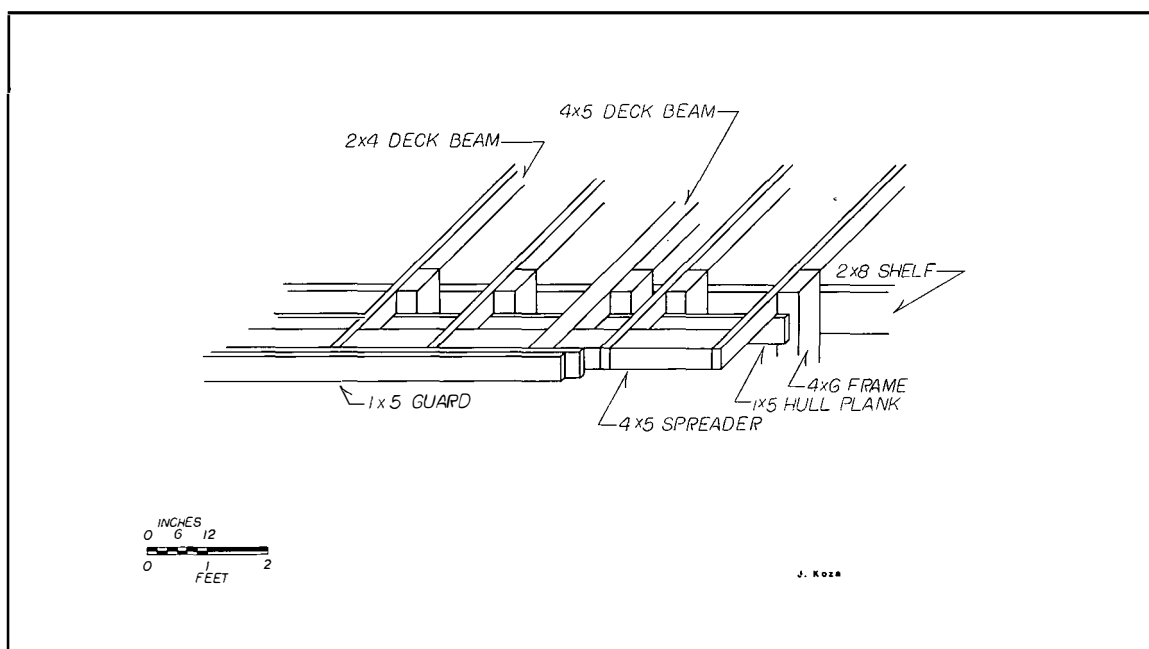 4x5 DECK BEAM
2x4 DECK BEAM
2x8 SHELF
4x6 FRAME
1x5 GUARD
1x5 HULL PLANK
4x5 SPREADER
INCHES
0 6 12
0 1 2
FEET
J. Koza